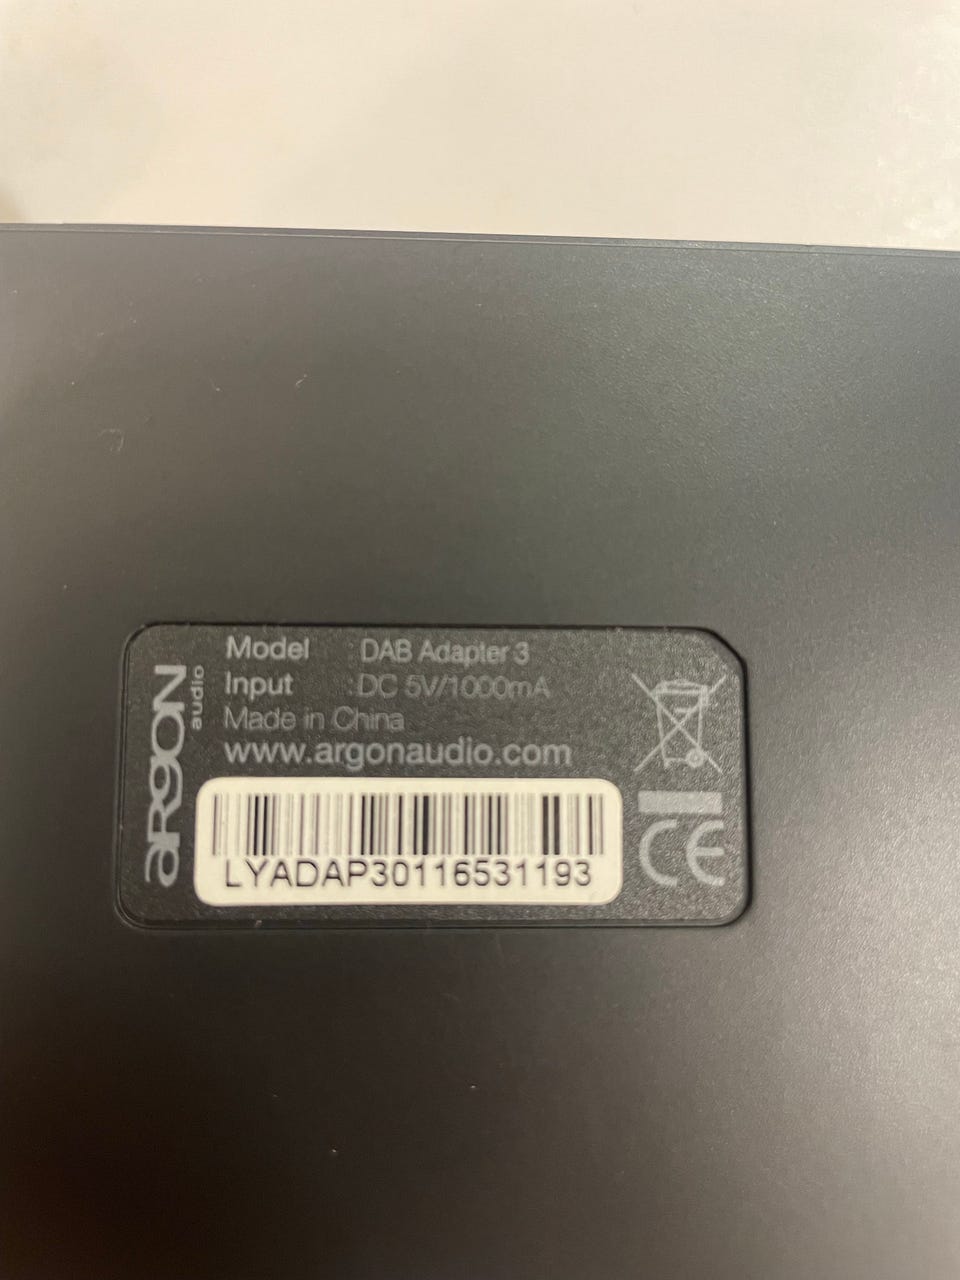 ARGON
audio
Model : DAB Adapter 3
Input : DC 5V/1000mA
Made in China
www.argonaudio.com
LYADAP30116531193
CE